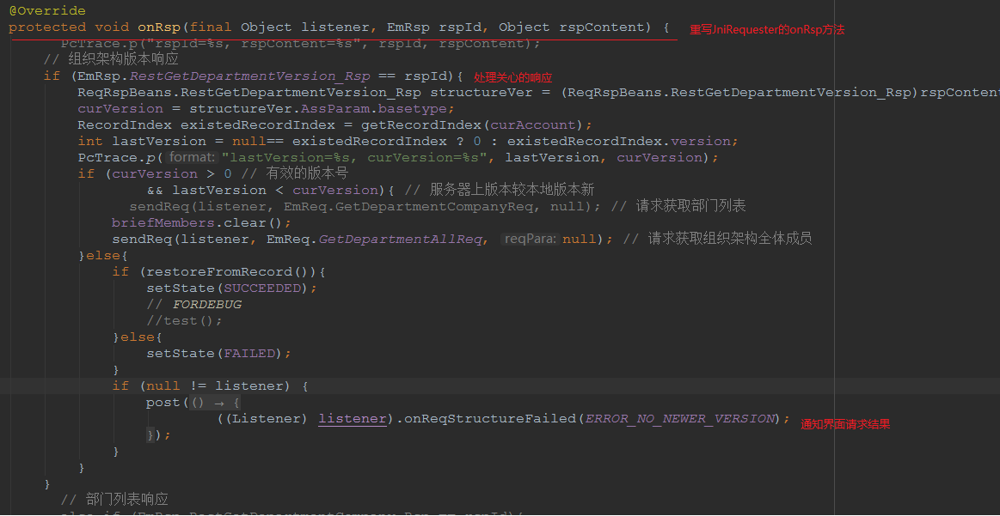 @Override
protected void onRsp(final Object listener, EmRsp rspId, Object rspContent) { 重写JniRequester的onRsp方法
PcTrace.p("rspId=%s, rspContent=%s", rspId, rspContent);
// 组织架构版本响应
if (EmRsp.RestGetDepartmentVersion_Rsp == rspId){ 处理关心的响应
ReqRspBeans.RestGetDepartmentVersion_Rsp structureVer = (ReqRspBeans.RestGetDepartmentVersion_Rsp)rspConten
curVersion = structureVer.AssParam.basetype;
RecordIndex existedRecordIndex = getRecordIndex(curAccount);
int lastVersion = null== existedRecordIndex ? 0 : existedRecordIndex.version;
PcTrace.p( format: "lastVersion=%s, curVersion=%s", lastVersion, curVersion);
if (curVersion > 0 // 有效的版本号
&& lastVersion < curVersion){ // 服务器上版本较本地版本新
sendReq(listener, EmReq.GetDepartmentCompanyReq, null); // 请求获取部门列表
briefMembers.clear();
sendReq(listener, EmReq.GetDepartmentAllReq, reqPara: null); // 请求获取组织架构全体成员
}else{
if (restoreFromRecord()){
setState(SUCCEEDED);
// FORDEBUG
//test();
}else{
setState(FAILED);
}
if (null != listener) {
post(() → {
((Listener) listener).onReqStructureFailed(ERROR_NO_NEWER_VERSION); 通知界面请求结果
});
}
}
}
// 部门列表响应
else if (EmRsp.RestGetDepartmentCompany_Rsp == rspId){